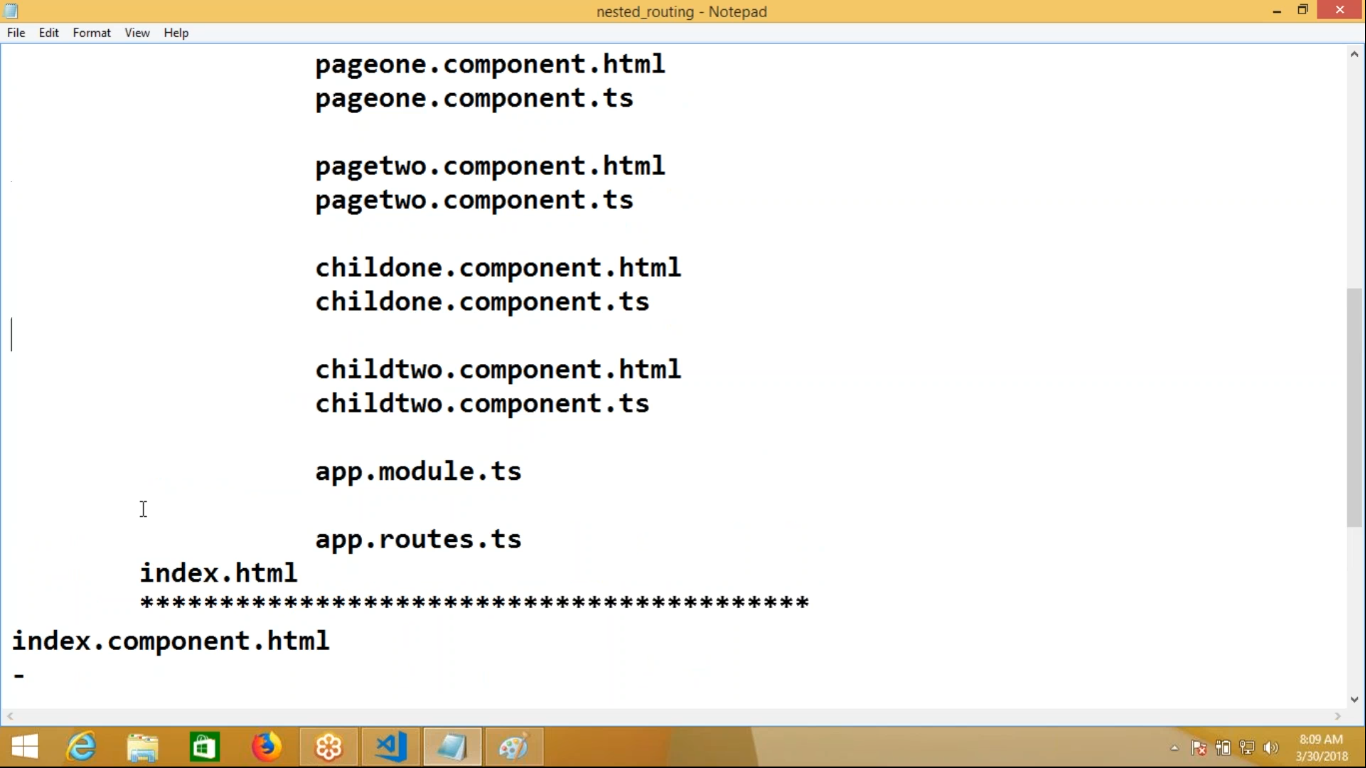 nested_routing - Notepad
File Edit Format View Help
pageone.component.html
pageone.component.ts
pagetwo.component.html
pagetwo.component.ts
childone.component.html
childone.component.ts
childtwo.component.html
childtwo.component.ts
app.module.ts
app.routes.ts
index.html
******************************************
index.component.html
-
8:09 AM
3/30/2018